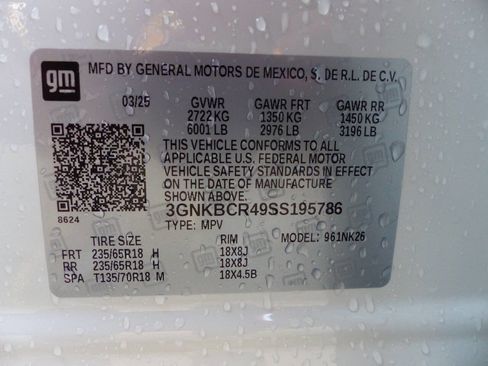 gm
MFD BY GENERAL MOTORS DE MEXICO, S. DE R.L. DE C.V.
03/25 GVWR GAWR FRT GAWR RR
2722 KG 1350 KG 1450 KG
6001 LB 2976 LB 3196 LB
THIS VEHICLE CONFORMS TO ALL
APPLICABLE U.S. FEDERAL MOTOR
VEHICLE SAFETY STANDARDS IN EFFECT
ON THE DATE OF MANUFACTURE
SHOWN ABOVE.
8624 3GNKBCR49SS195786
TYPE: MPV MODEL: 961NK26
TIRE SIZE RIM
FRT 235/65R18 H 18X8J
RR 235/65R18 H 18X8J
SPA T135/70R18 M 18X4.5B